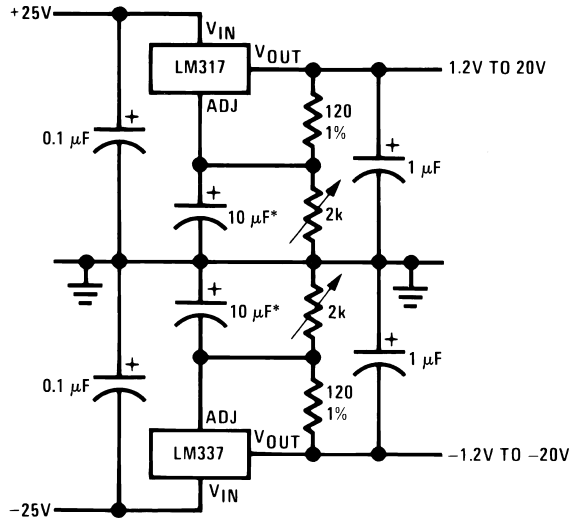 +25V
VIN
VOUT
LM317
1.2V TO 20V
ADJ
120
1%
0.1 µF
+
+
1 µF
+
10 µF*
2k
+
10 µF*
2k
+
0.1 µF
+
1 µF
120
1%
ADJ
VOUT
LM337
−1.2V TO −20V
VIN
−25V